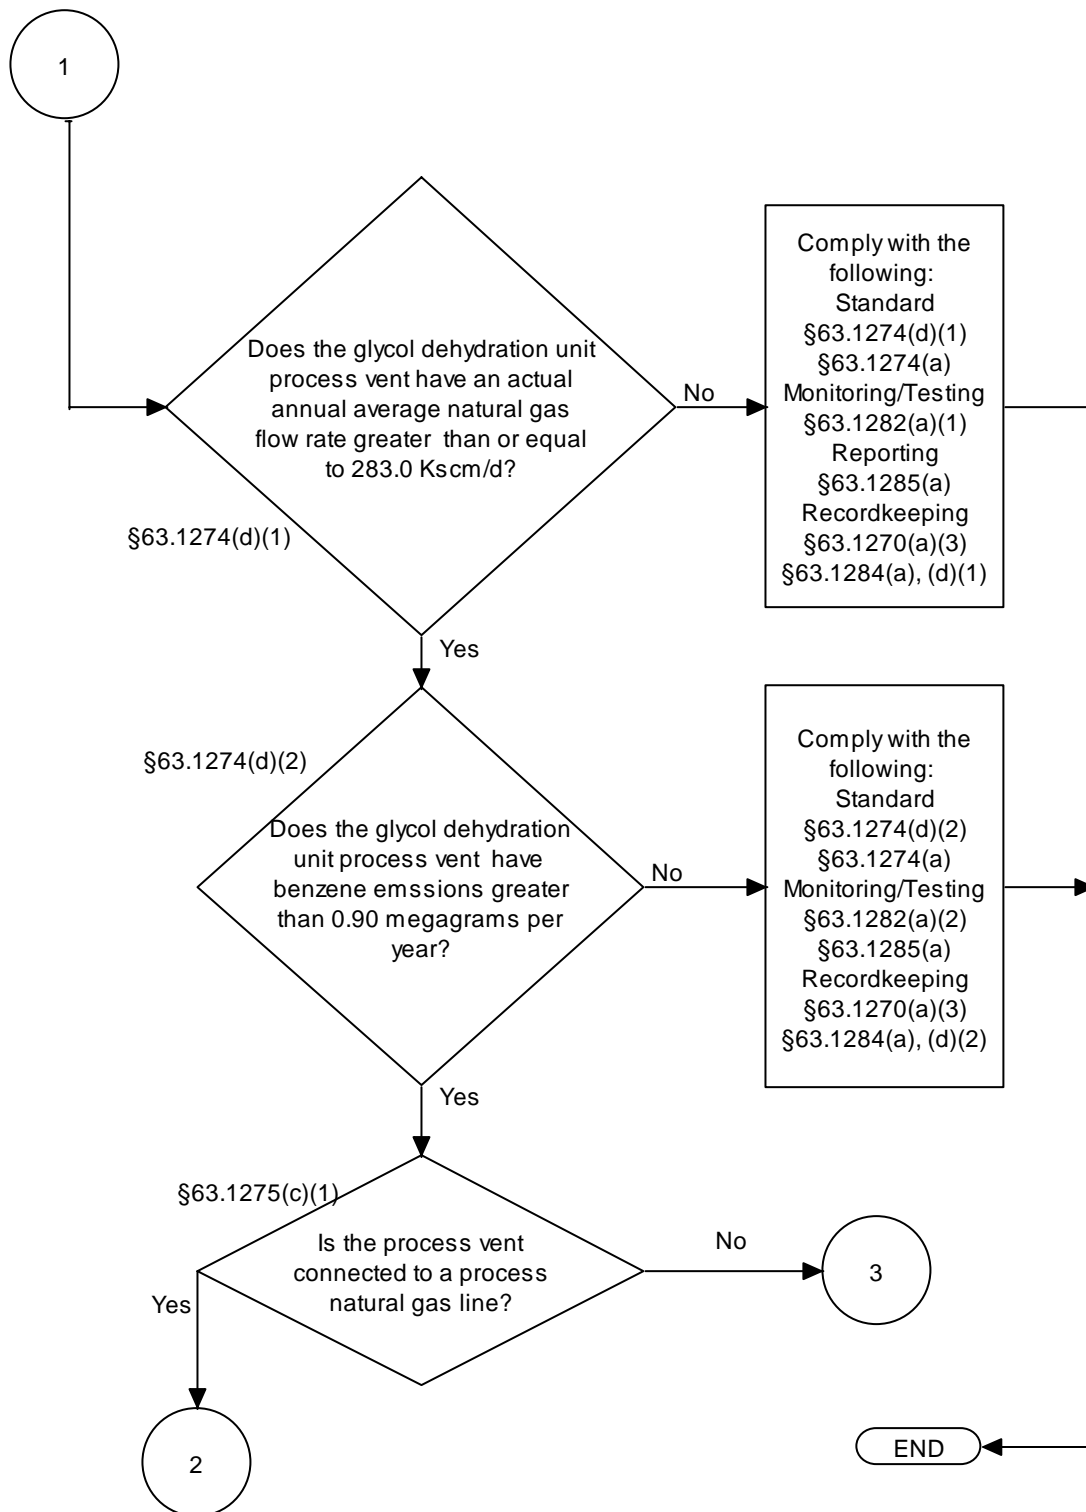 1
Does the glycol dehydration unit
process vent have an actual
annual average natural gas
flow rate greater than or equal
to 283.0 Kscm/d?
No
§63.1274(d)(1)
Comply with the
following:
Standard
§63.1274(d)(1)
§63.1274(a)
Monitoring/Testing
§63.1282(a)(1)
Reporting
§63.1285(a)
Recordkeeping
§63.1270(a)(3)
§63.1284(a), (d)(1)
Yes
§63.1274(d)(2)
Does the glycol dehydration
unit process vent have
benzene emssions greater
than 0.90 megagrams per
year?
No
Comply with the
following:
Standard
§63.1274(d)(2)
§63.1274(a)
Monitoring/Testing
§63.1282(a)(2)
§63.1285(a)
Recordkeeping
§63.1270(a)(3)
§63.1284(a), (d)(2)
Yes
§63.1275(c)(1)
Is the process vent
connected to a process
natural gas line?
No
3
Yes
2
END